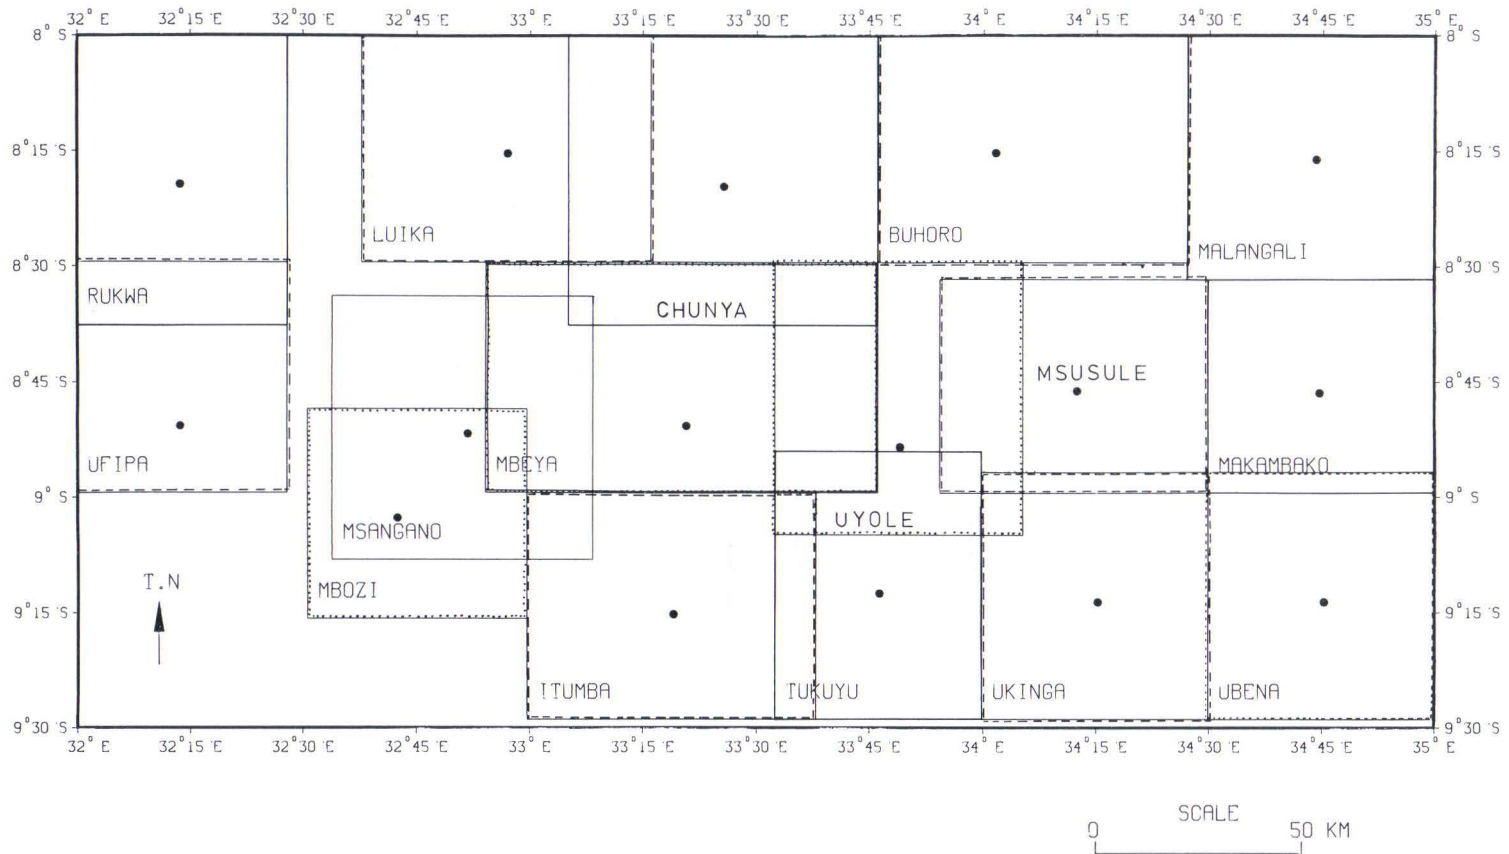 32° E 32°15 'E 32°30 'E 32°45 'E 33° E 33°15 'E 33°30 'E 33°45 'E 34° E 34°15 'E 34°30 'E 34°45 'E 35° E
8° S 8° S
8°15 'S 8°15 'S
LUIKA BUHORO
MALANGALI
8°30 'S 8°30 'S
RUKWA
CHUNYA
MSUSULE
8°45 'S 8°45 'S
UFIPA MBEYA MAKAMBAKO
9° S 9° S
UYOLE
MSANGANO
T.N
MBOZI
9°15 'S 9°15 'S
ITUMBA TUKUYU UKINGA UBENA
9°30 'S 9°30 'S
32° E 32°15 'E 32°30 'E 32°45 'E 33° E 33°15 'E 33°30 'E 33°45 'E 34° E 34°15 'E 34°30 'E 34°45 'E 35° E
SCALE
0 50 KM